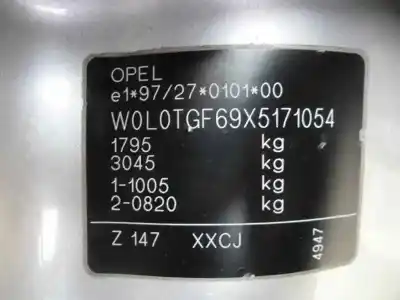 OPEL
e1*97/27*0101*00
W0L0TGF69X5171054
1795 kg
3045 kg
1-1005 kg
2-0820 kg
Z 147 XXCJ 4947